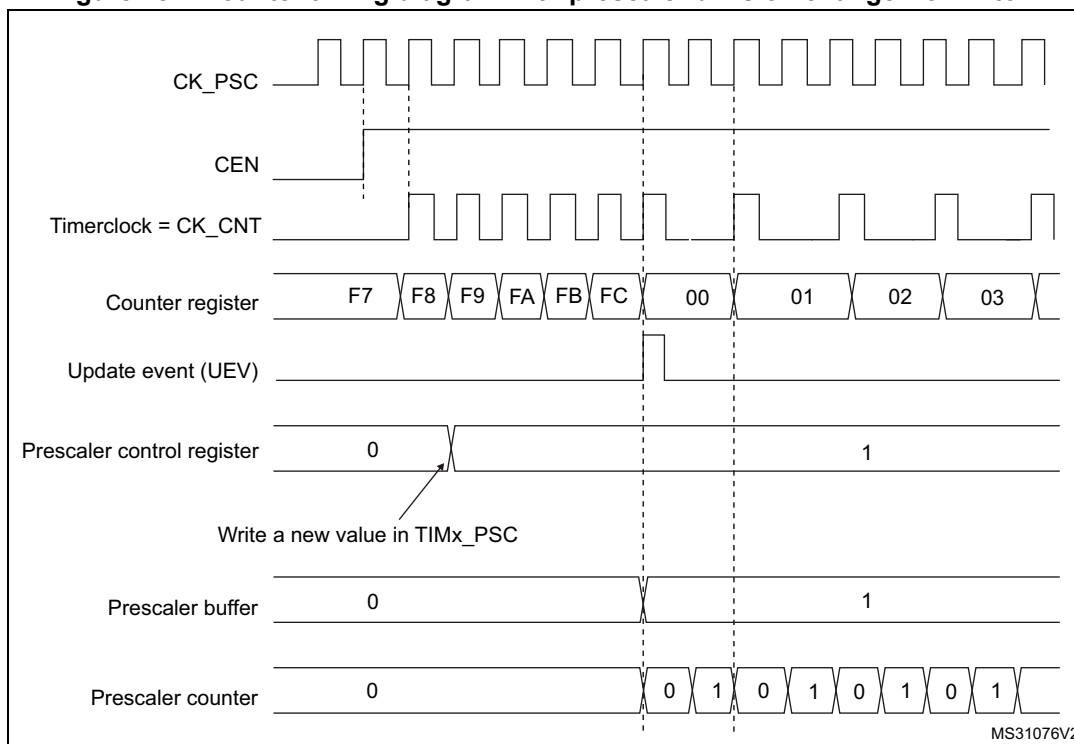 CK_PSC
CEN
Timerclock = CK_CNT
Counter register F7 F8 F9 FA FB FC 00 01 02 03
Update event (UEV)
Prescaler control register 0 1
Write a new value in TIMx_PSC
Prescaler buffer 0 1
Prescaler counter 0 0 1 0 1 0 1 0 1
MS31076V2